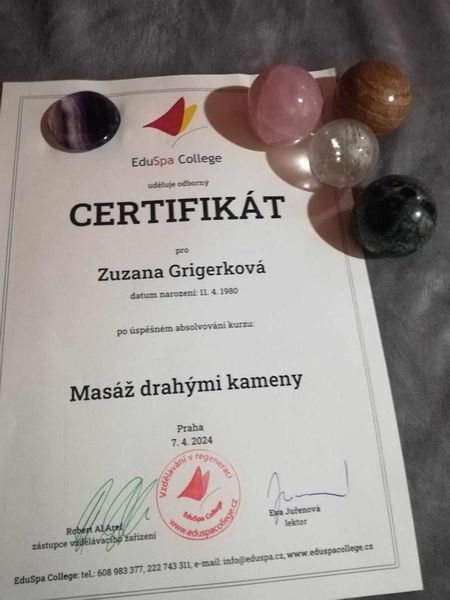 EduSpa College
uděluje odborný
CERTIFIKÁT
pro
Zuzana Grigerková
datum narození: 11. 4. 1980
po úspěšném absolvování kurzu:
Masáž drahými kameny
Praha
7. 4. 2024
Vzdělávání v regeneraci
EduSpa College
www.eduspacollege.cz
Robert Al Aref
zástupce vzdělávacího zařízení
Eva Juřenová
lektor
EduSpa College: tel.: 608 983 377, 222 743 311, e-mail: info@eduspa.cz, www.eduspacollege.cz